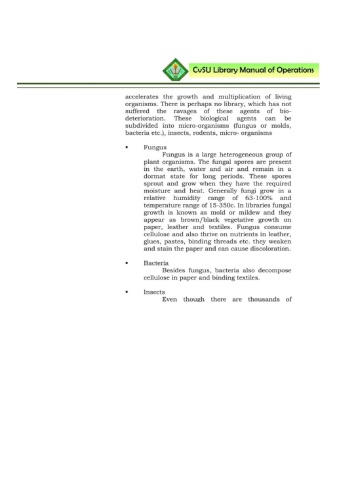 CvSU Library Manual of Operations
accelerates the growth and multiplication of living
organisms. There is perhaps no library, which has not
suffered the ravages of these agents of bio-
deterioration. These biological agents can be
subdivided into micro-organisms (fungus or molds,
bacteria etc.), insects, rodents, micro- organisms
▪ Fungus
Fungus is a large heterogeneous group of
plant organisms. The fungal spores are present
in the earth, water and air and remain in a
dormat state for long periods. These spores
sprout and grow when they have the required
moisture and heat. Generally fungi grow in a
relative humidity range of 63-100% and
temperature range of 15-350c. In libraries fungal
growth is known as mold or mildew and they
appear as brown/black vegetative growth on
paper, leather and textiles. Fungus consume
cellulose and also thrive on nutrients in leather,
glues, pastes, binding threads etc. they weaken
and stain the paper and can cause discoloration.
▪ Bacteria
Besides fungus, bacteria also decompose
cellulose in paper and binding textiles.
▪ Insects
Even though there are thousands of